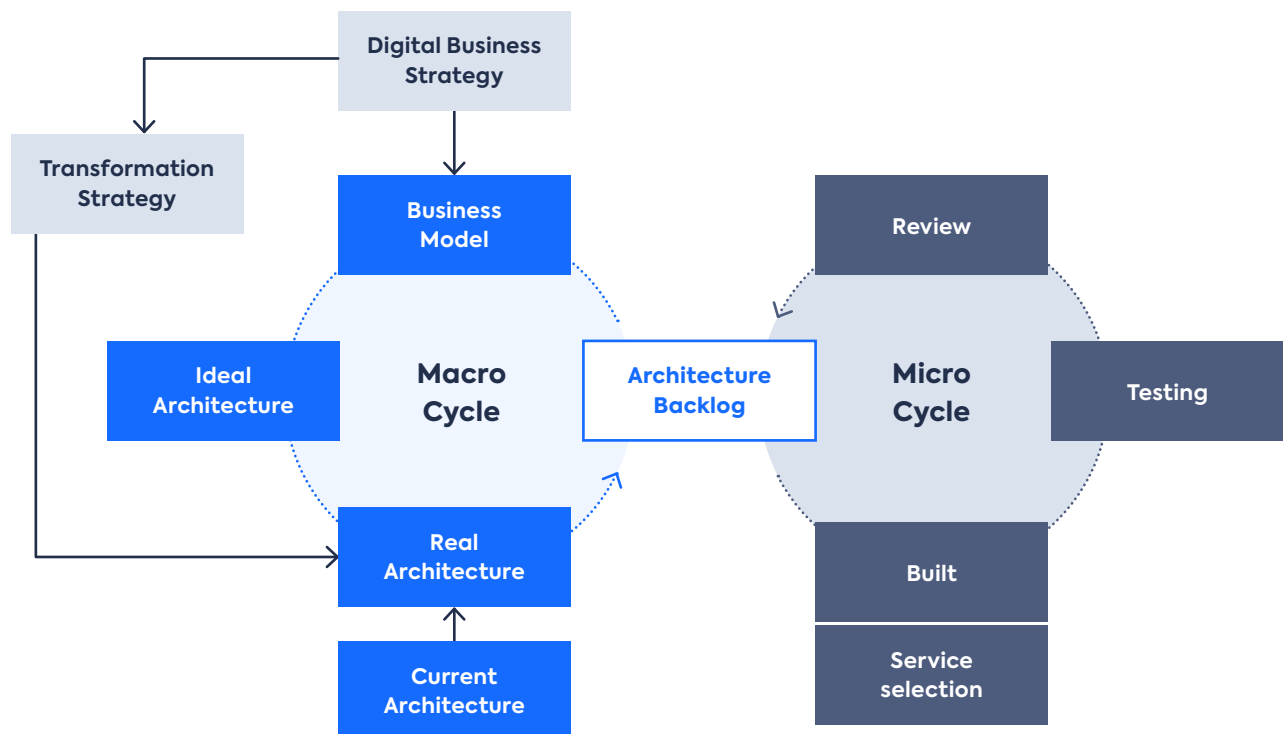 Digital Business
Strategy
Transformation
Strategy
Business
Model
Review
Ideal
Architecture
Macro
Cycle
Architecture
Backlog
Micro
Cycle
Testing
Real
Architecture
Built
Current
Architecture
Service
selection